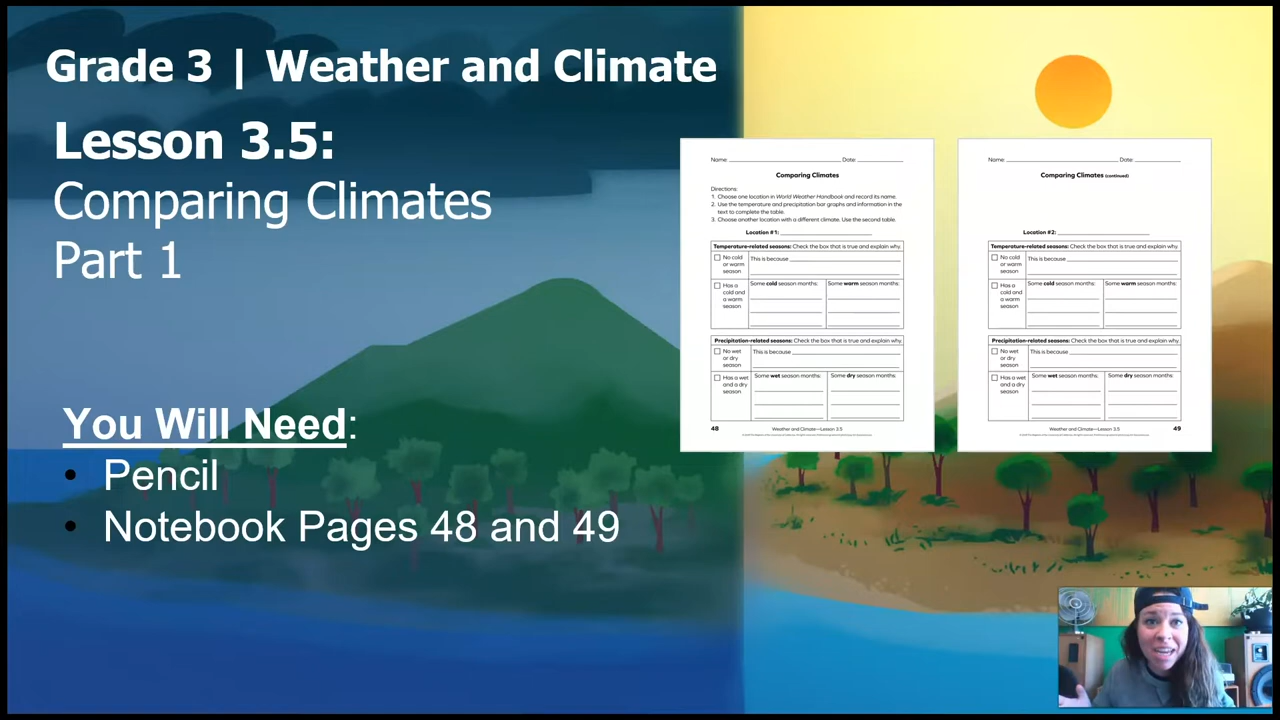 Grade 3 | Weather and Climate
Lesson 3.5:
Comparing Climates
Part 1
You Will Need:
• Pencil
• Notebook Pages 48 and 49
Name: Date:
Comparing Climates
Directions:
1. Choose one location in World Weather Handbook and record its name.
2. Use the temperature and precipitation bar graphs and information in the
text to complete the table.
3. Choose another location with a different climate. Use the second table.
Location #1:
Temperature-related seasons: Check the box that is true and explain why.
No cold
or warm
season
This is because
Has a
cold and
a warm
season
Some cold season months:
Some warm season months:
Precipitation-related seasons: Check the box that is true and explain why.
No wet
or dry
season
This is because
Has a wet
and a dry
season
Some wet season months:
Some dry season months:
48
Weather and Climate—Lesson 3.5
Name: Date:
Comparing Climates (continued)
Location #2:
Temperature-related seasons: Check the box that is true and explain why.
No cold
or warm
season
This is because
Has a
cold and
a warm
season
Some cold season months:
Some warm season months:
Precipitation-related seasons: Check the box that is true and explain why.
No wet
or dry
season
This is because
Has a wet
and a dry
season
Some wet season months:
Some dry season months:
Weather and Climate—Lesson 3.5
49